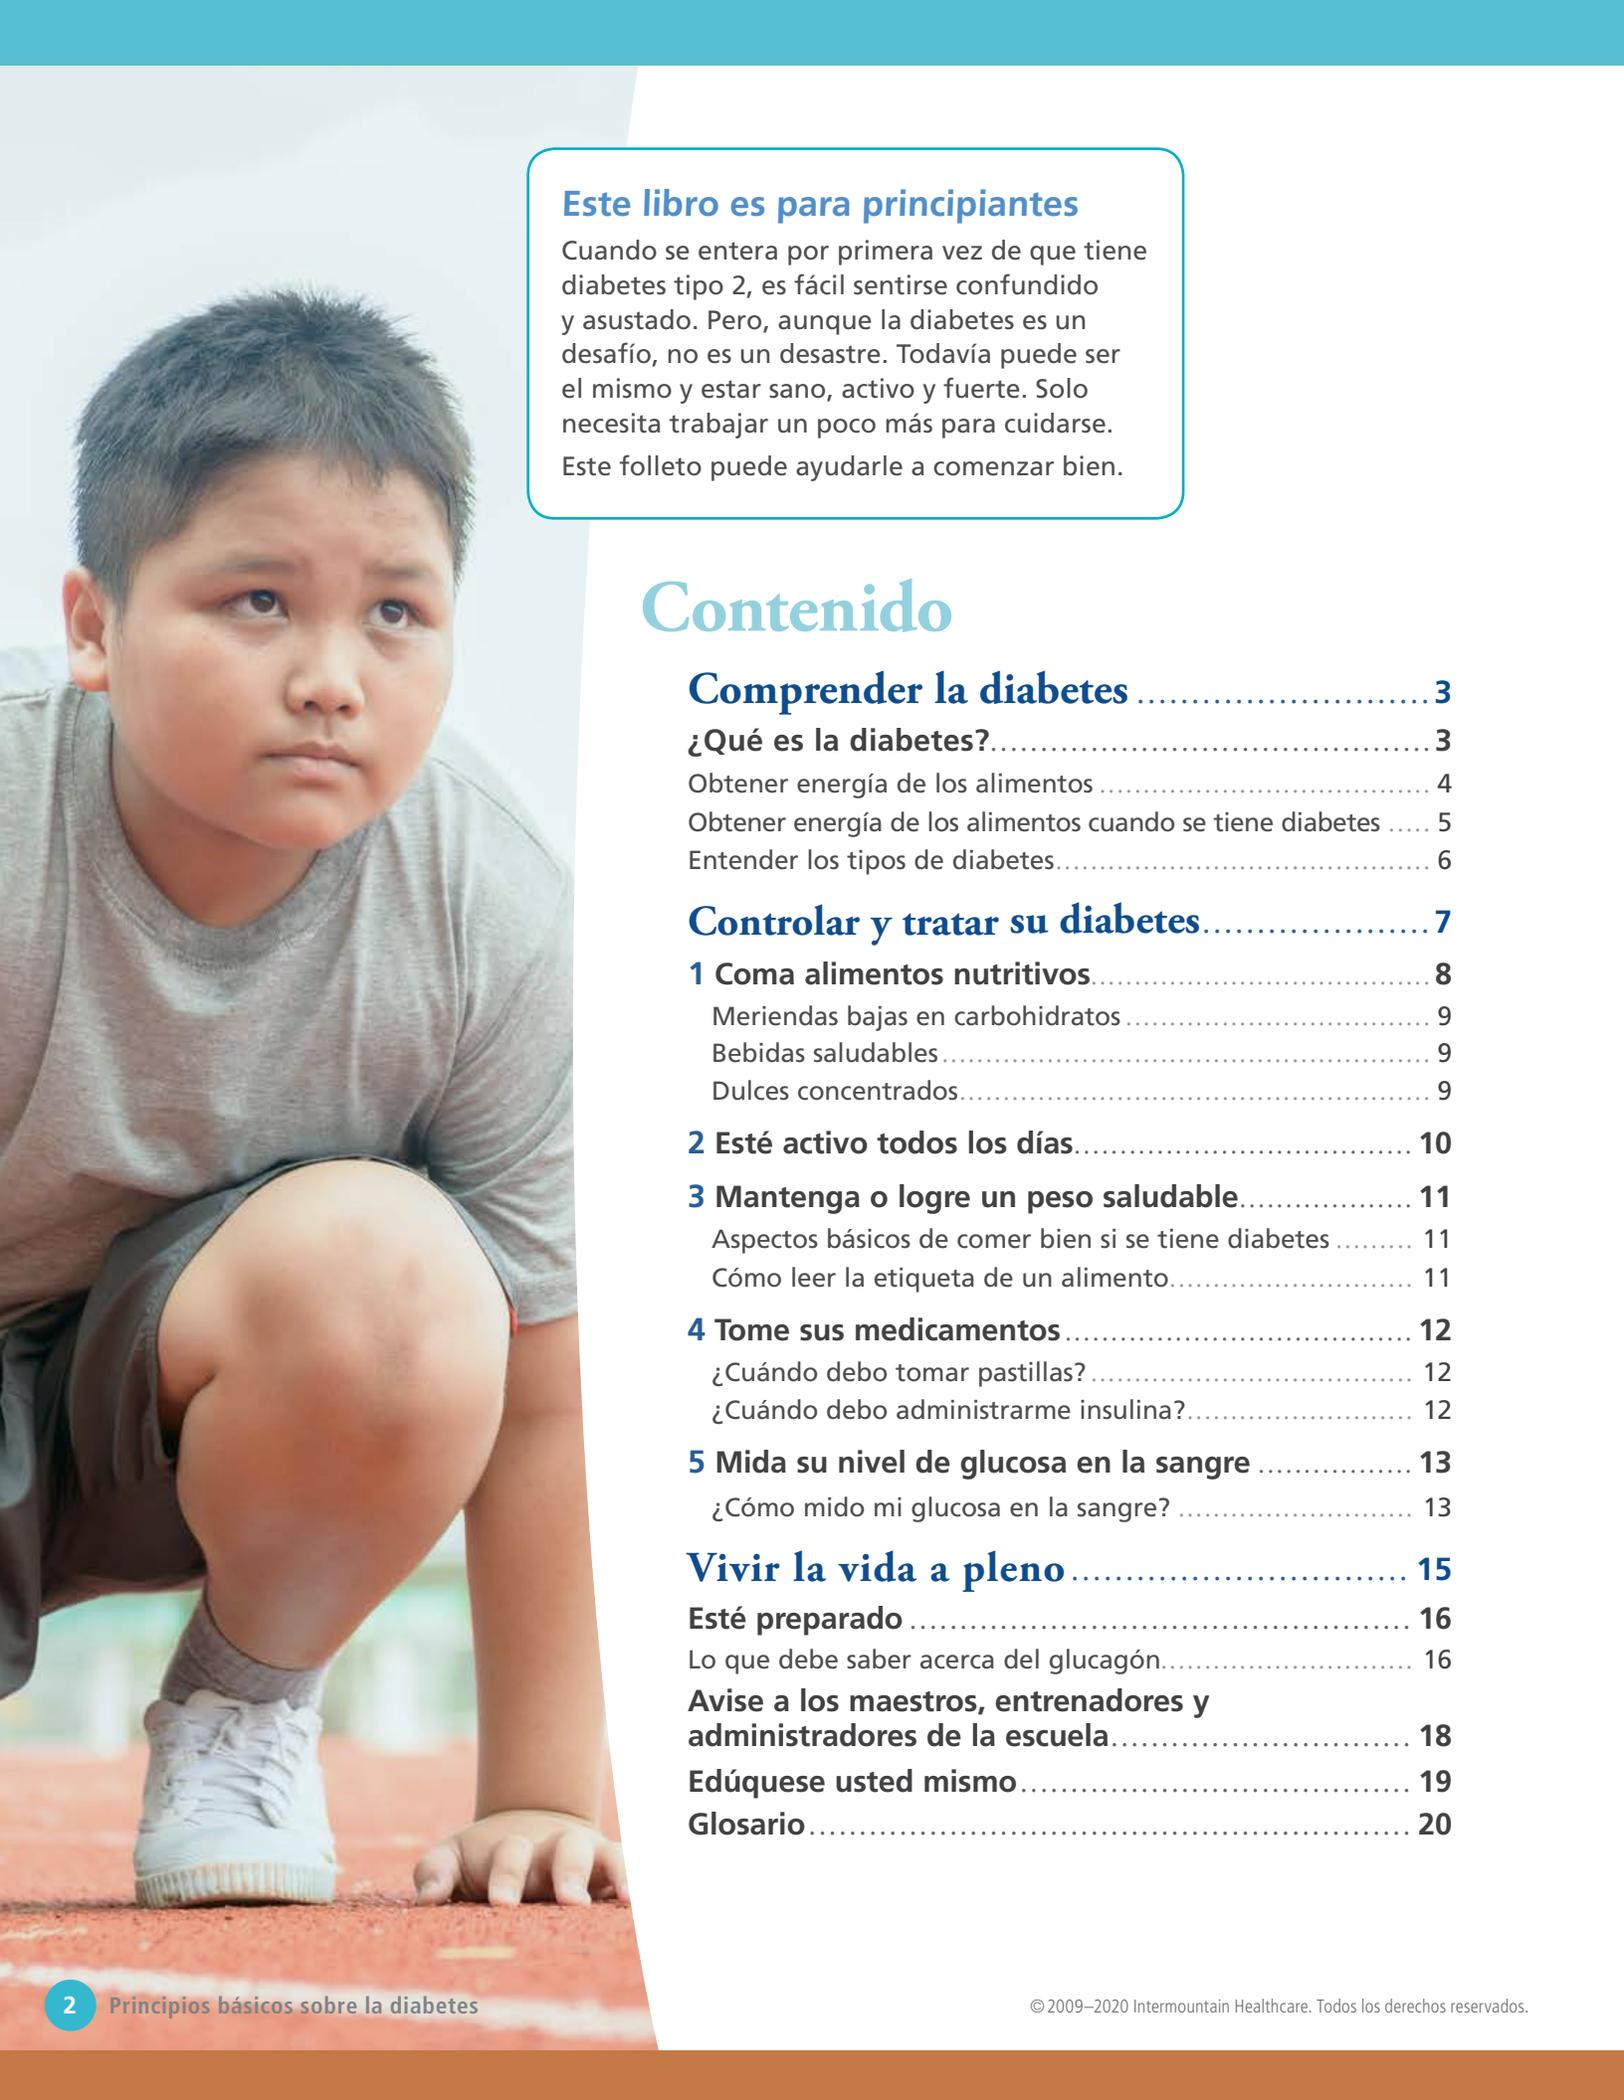 Este libro es para principiantes
Cuando se entera por primera vez de que tiene
diabetes tipo 2, es fácil sentirse confundido
y asustado. Pero, aunque la diabetes es un
desafío, no es un desastre. Todavía puede ser
el mismo y estar sano, activo y fuerte. Solo
necesita trabajar un poco más para cuidarse.
Este folleto puede ayudarle a comenzar bien.
Contenido
Comprender la diabetes ........................... 3
¿Qué es la diabetes? ........................... 3
Obtener energía de los alimentos ........................... 4
Obtener energía de los alimentos cuando se tiene diabetes ..... 5
Entender los tipos de diabetes ........................... 6
Controlar y tratar su diabetes ..................... 7
1 Coma alimentos nutritivos ........................... 8
Meriendas bajas en carbohidratos ........................... 9
Bebidas saludables ........................... 9
Dulces concentrados ........................... 9
2 Esté activo todos los días ........................... 10
3 Mantenga o logre un peso saludable ................... 11
Aspectos básicos de comer bien si se tiene diabetes ......... 11
Cómo leer la etiqueta de un alimento ........................... 11
4 Tome sus medicamentos ........................... 12
¿Cuándo debo tomar pastillas? ........................... 12
¿Cuándo debo administrarme insulina? ........................... 12
5 Mida su nivel de glucosa en la sangre ................. 13
¿Cómo mido mi glucosa en la sangre? ........................... 13
Vivir la vida a pleno ........................... 15
Esté preparado ........................... 16
Lo que debe saber acerca del glucagón ........................... 16
Avise a los maestros, entrenadores y
administradores de la escuela ........................... 18
Edúquese usted mismo ........................... 19
Glosario ........................... 20
2 Principios básicos sobre la diabetes
©2009–2020 Intermountain Healthcare. Todos los derechos reservados.